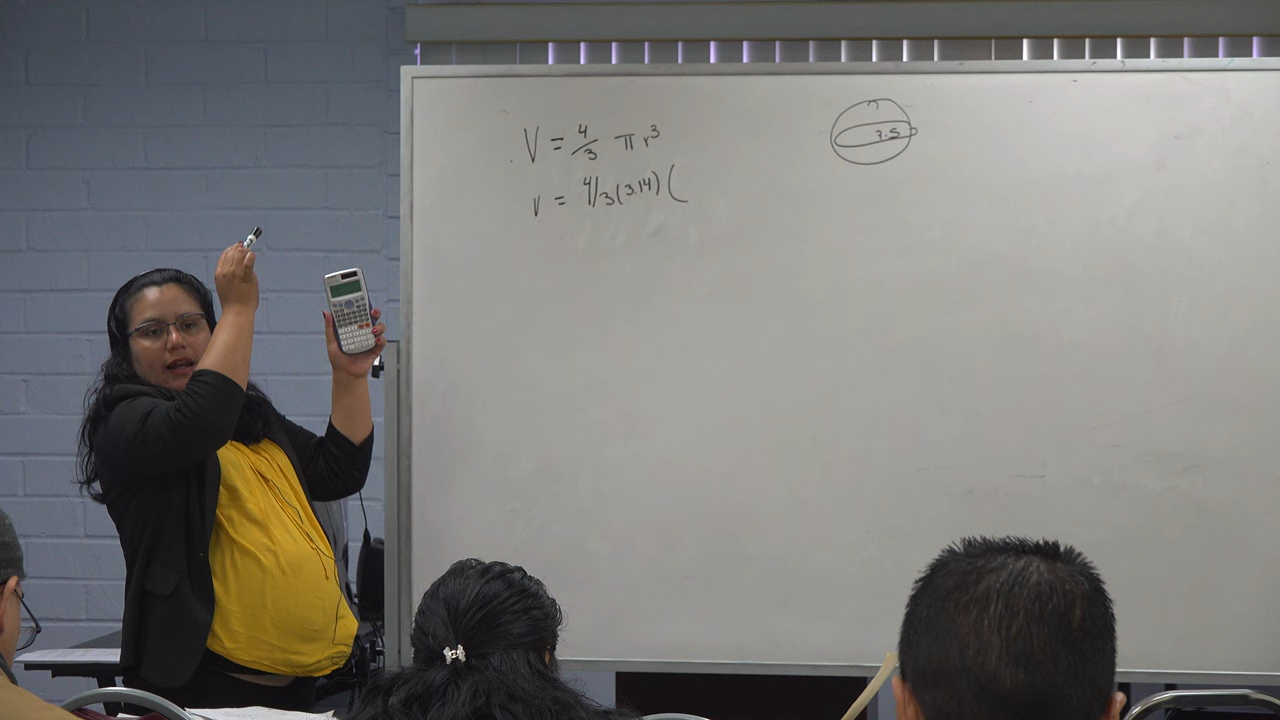 V = 4/3 π r³
v = 4/3 (3.14) (
7.5